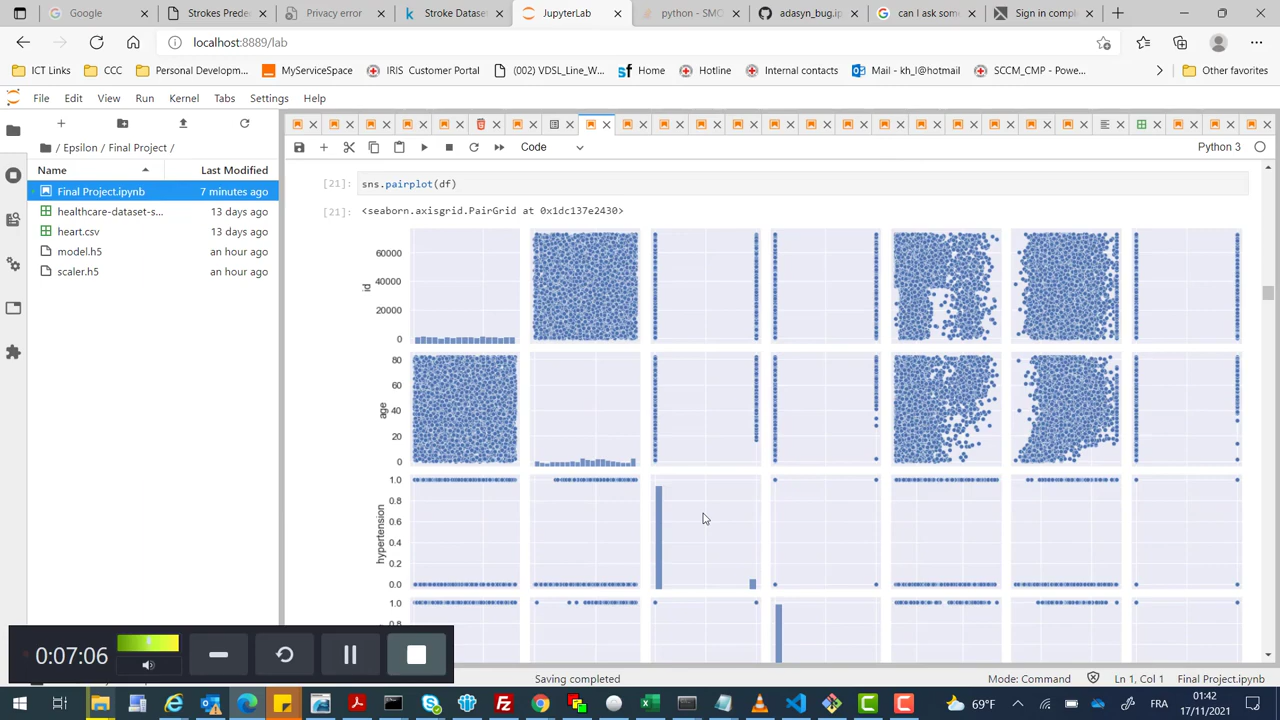 Google
Strokes Prede
Privacy error
Stroke Dataset
JupyterLab
python - SMC
adasyn_bug.ip
can I ask som
Sign in compl
localhost:8889/lab
ICT Links
CCC
Personal Developm...
MyServiceSpace
IRIS Customer Portal
(002) VDSL_Line_W...
Home
Hotline
Internal contacts
Mail - kh_l@hotmail
SCCM_CMP - Powe...
Other favorites
File Edit View Run Kernel Tabs Settings Help
/ Epsilon / Final Project /
Code
Python 3
Name
Last Modified
Final Project.ipynb
7 minutes ago
healthcare-dataset-s...
13 days ago
heart.csv
13 days ago
model.h5
an hour ago
scaler.h5
an hour ago
[21]: sns.pairplot(df)
[21]: <seaborn.axisgrid.PairGrid at 0x1dc137e2430>
60000
40000
20000
0
id
80
60
40
20
0
age
1.0
0.8
0.6
0.4
0.2
0.0
hypertension
1.0
0.8
0:07:06
Saving completed
Mode: Command
Ln 1, Col 1
Final Project.ipynb
69°F
FRA
01:42
17/11/2021